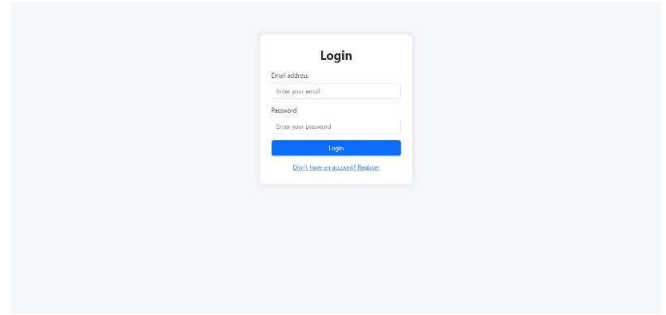 Login
Email address
Enter your email
Password
Enter your password
Login
Don't have an account? Register